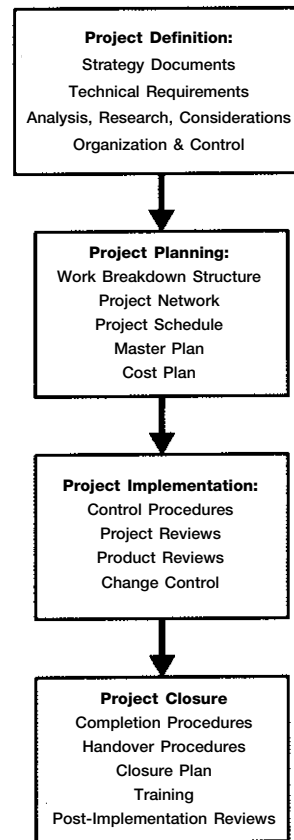 Project Definition:
Strategy Documents
Technical Requirements
Analysis, Research, Considerations
Organization & Control
Project Planning:
Work Breakdown Structure
Project Network
Project Schedule
Master Plan
Cost Plan
Project Implementation:
Control Procedures
Project Reviews
Product Reviews
Change Control
Project Closure
Completion Procedures
Handover Procedures
Closure Plan
Training
Post-Implementation Reviews